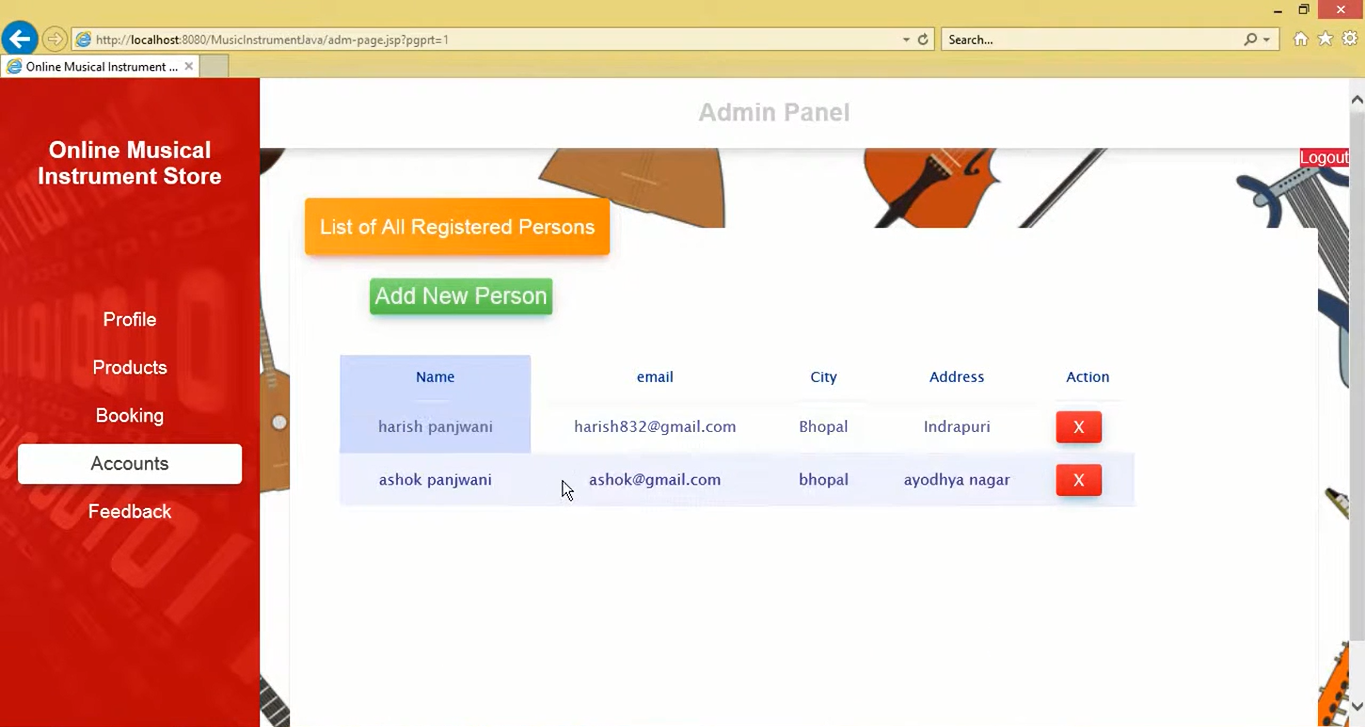 http://localhost:8080/MusicInstrumentJava/adm-page.jsp?pgprt=1
Search...
Online Musical Instrument ...
Online Musical
Instrument Store
Profile
Products
Booking
Accounts
Feedback
Admin Panel
Logout
List of All Registered Persons
Add New Person
Name email City Address Action
harish panjwani harish832@gmail.com Bhopal Indrapuri X
ashok panjwani ashok@gmail.com bhopal ayodhya nagar X